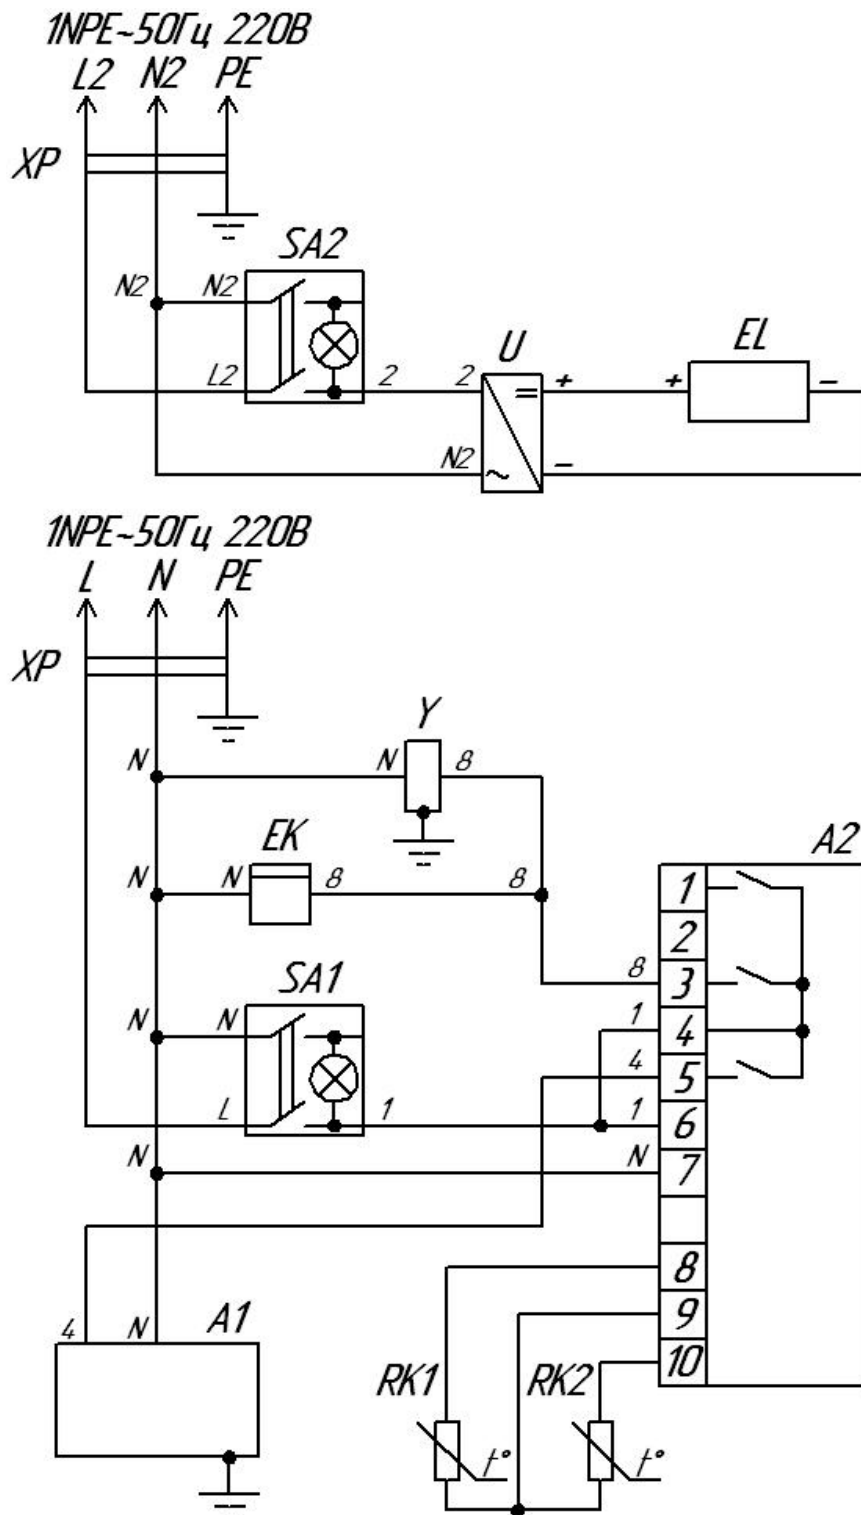 1NPE~50Гц 220В
L2 N2 PE
XP
SA2
N2 N2
L2 2 2 + + -
U
EL
N2 ~ = -
1NPE~50Гц 220В
L N PE
XP
Y
N N 8
EK
N N 8 8
A2
1
2
8 3
SA1
N N 1 4
4 5
L 1 1 6
N N 7
8
9
10
4 N A1
RK1 RK2
t° t°